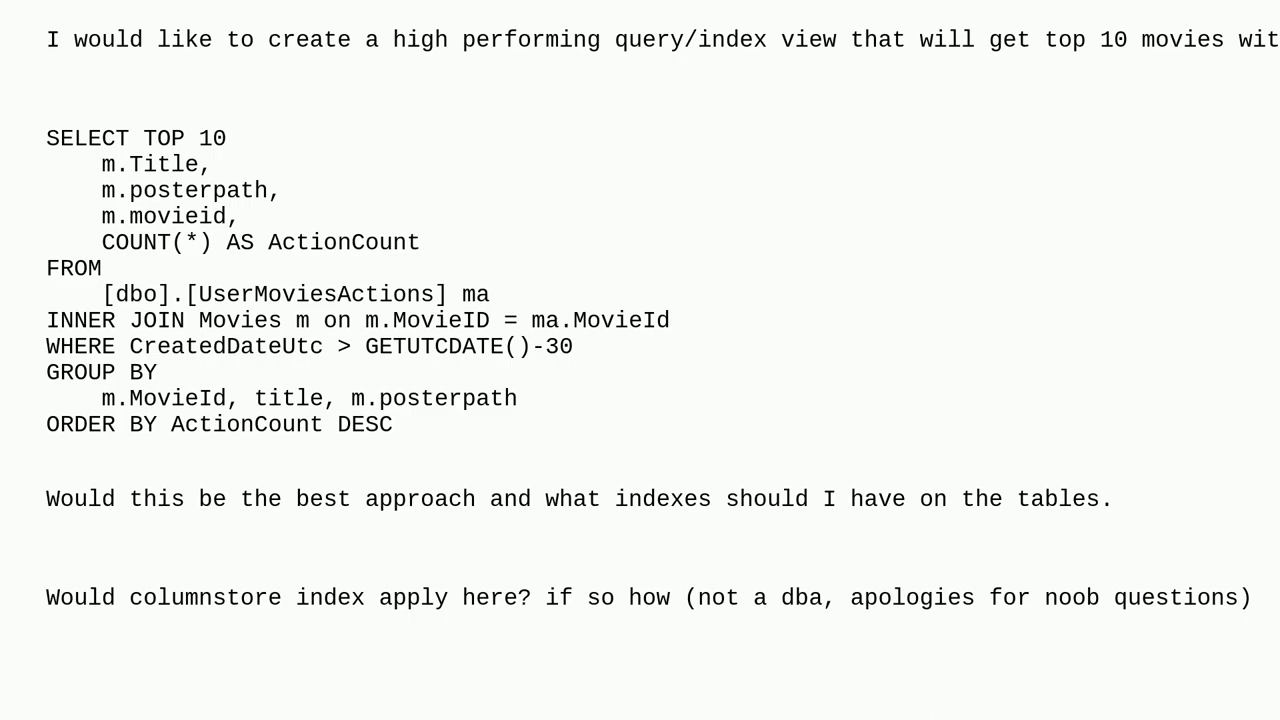 I would like to create a high performing query/index view that will get top 10 movies
SELECT TOP 10
m.Title,
m.posterpath,
m.movieid,
COUNT(*) AS ActionCount
FROM
[dbo].[UserMoviesActions] ma
INNER JOIN Movies m on m.MovieID = ma.MovieId
WHERE CreatedDateUtc > GETUTCDATE()-30
GROUP BY
m.MovieId, title, m.posterpath
ORDER BY ActionCount DESC
Would this be the best approach and what indexes should I have on the tables.
Would columnstore index apply here? if so how (not a dba, apologies for noob questions)